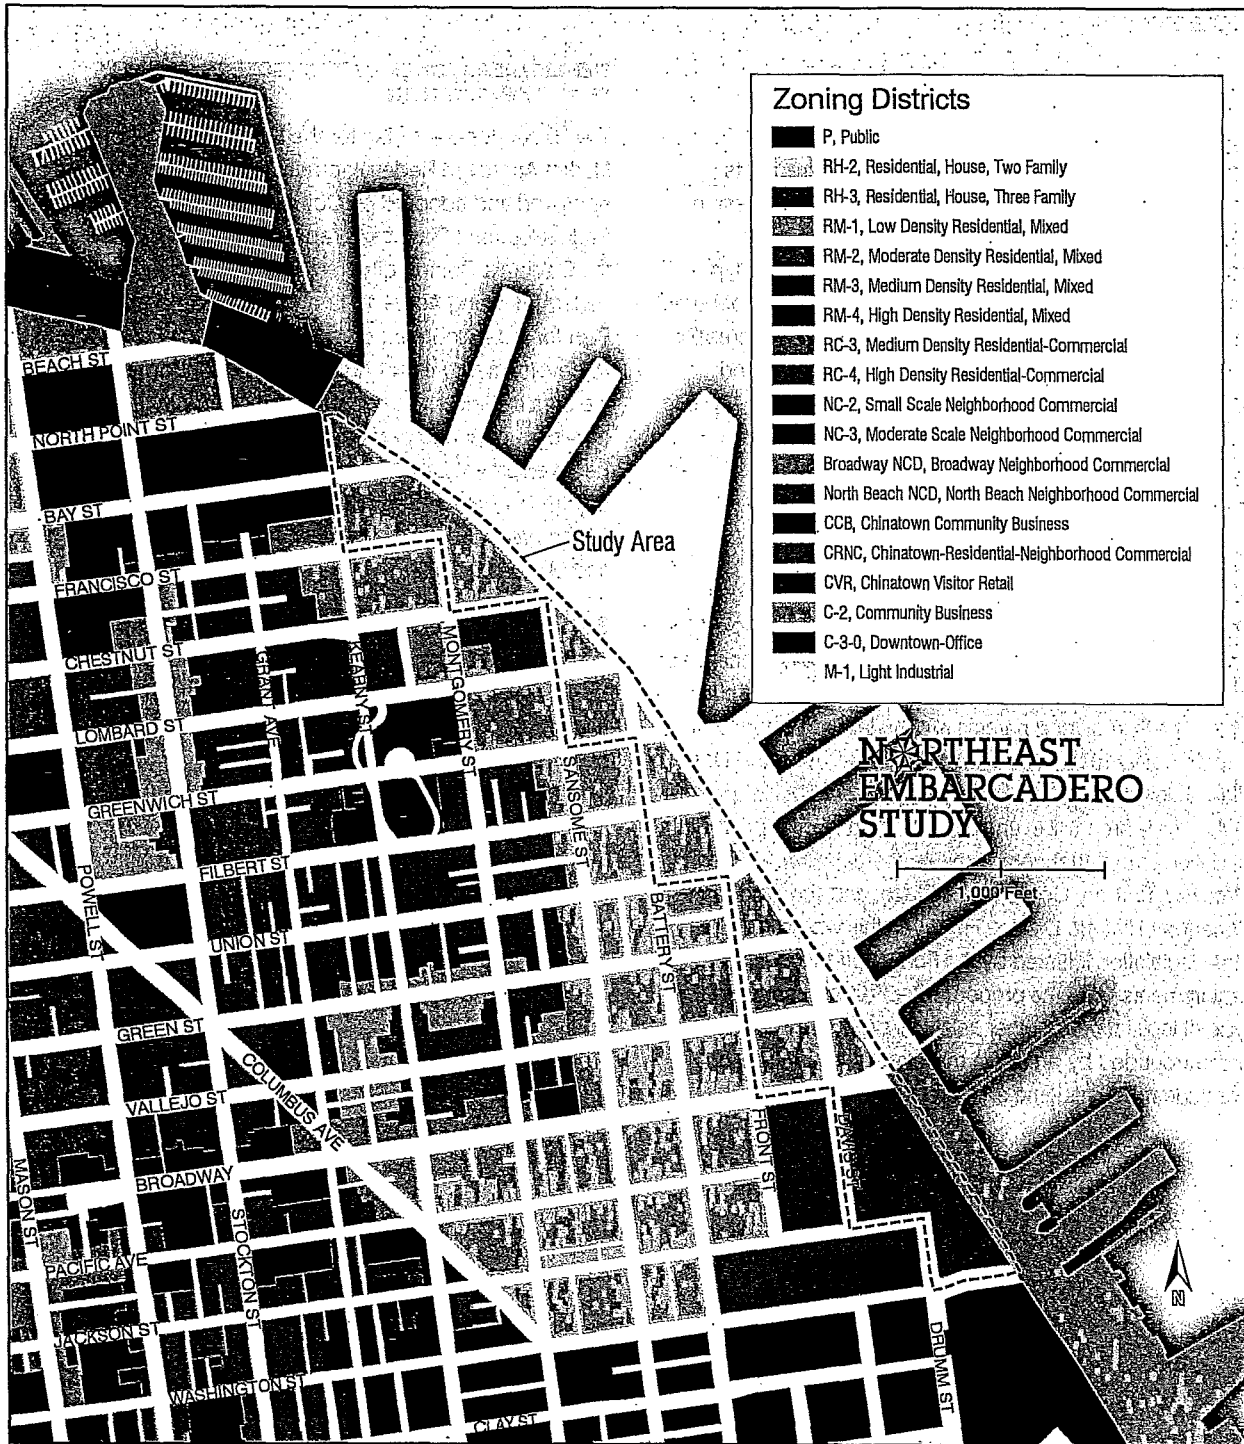 Zoning Districts
P, Public
RH-2, Residential, House, Two Family
RH-3, Residential, House, Three Family
RM-1, Low Density Residential, Mixed
RM-2, Moderate Density Residential, Mixed
RM-3, Medium Density Residential, Mixed
RM-4, High Density Residential, Mixed
RC-3, Medium Density Residential-Commercial
RC-4, High Density Residential-Commercial
NC-2, Small Scale Neighborhood Commercial
NC-3, Moderate Scale Neighborhood Commercial
Broadway NCD, Broadway Neighborhood Commercial
North Beach NCD, North Beach Neighborhood Commercial
CCB, Chinatown Community Business
CRNC, Chinatown-Residential-Neighborhood Commercial
CVR, Chinatown Visitor Retail
C-2, Community Business
C-3-0, Downtown-Office
M-1, Light Industrial
BEACH ST
NORTH POINT ST
BAY ST
Study Area
FRANCISCO ST
CHESTNUT ST
GRANT AVE
KEARNY ST
MONTGOMERY ST
LOMBARD ST
NORTHEAST
EMBARCADERO
STUDY
1,000 Feet
GREENWICH ST
SANSOME ST
FILBERT ST
POWELL ST
UNION ST
BATTERY ST
GREEN ST
COLUMBUS AVE
VALLEJO ST
FRONT ST
DAVIS ST
BROADWAY
MASON ST
STOCKTON ST
PACIFIC AVE
N
JACKSON ST
DRUMM ST
WASHINGTON ST
CLAY ST